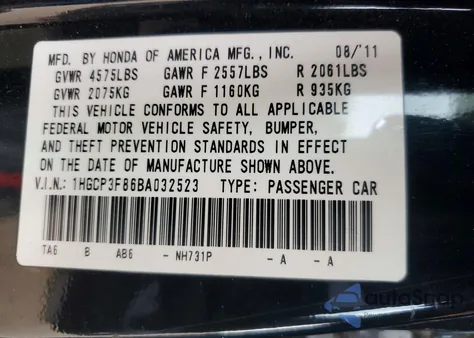 MFD. BY HONDA OF AMERICA MFG., INC. 08/'11
GVWR 4575LBS GAWR F 2557LBS R 2061LBS
GVWR 2075KG GAWR F 1160KG R 935KG
THIS VEHICLE CONFORMS TO ALL APPLICABLE
FEDERAL MOTOR VEHICLE SAFETY, BUMPER,
AND THEFT PREVENTION STANDARDS IN EFFECT
ON THE DATE OF MANUFACTURE SHOWN ABOVE.
V.I.N.: 1HGCP3F86BA032523 TYPE: PASSENGER CAR
TA6 B AB6 - NH731P - A - A
autoSnap